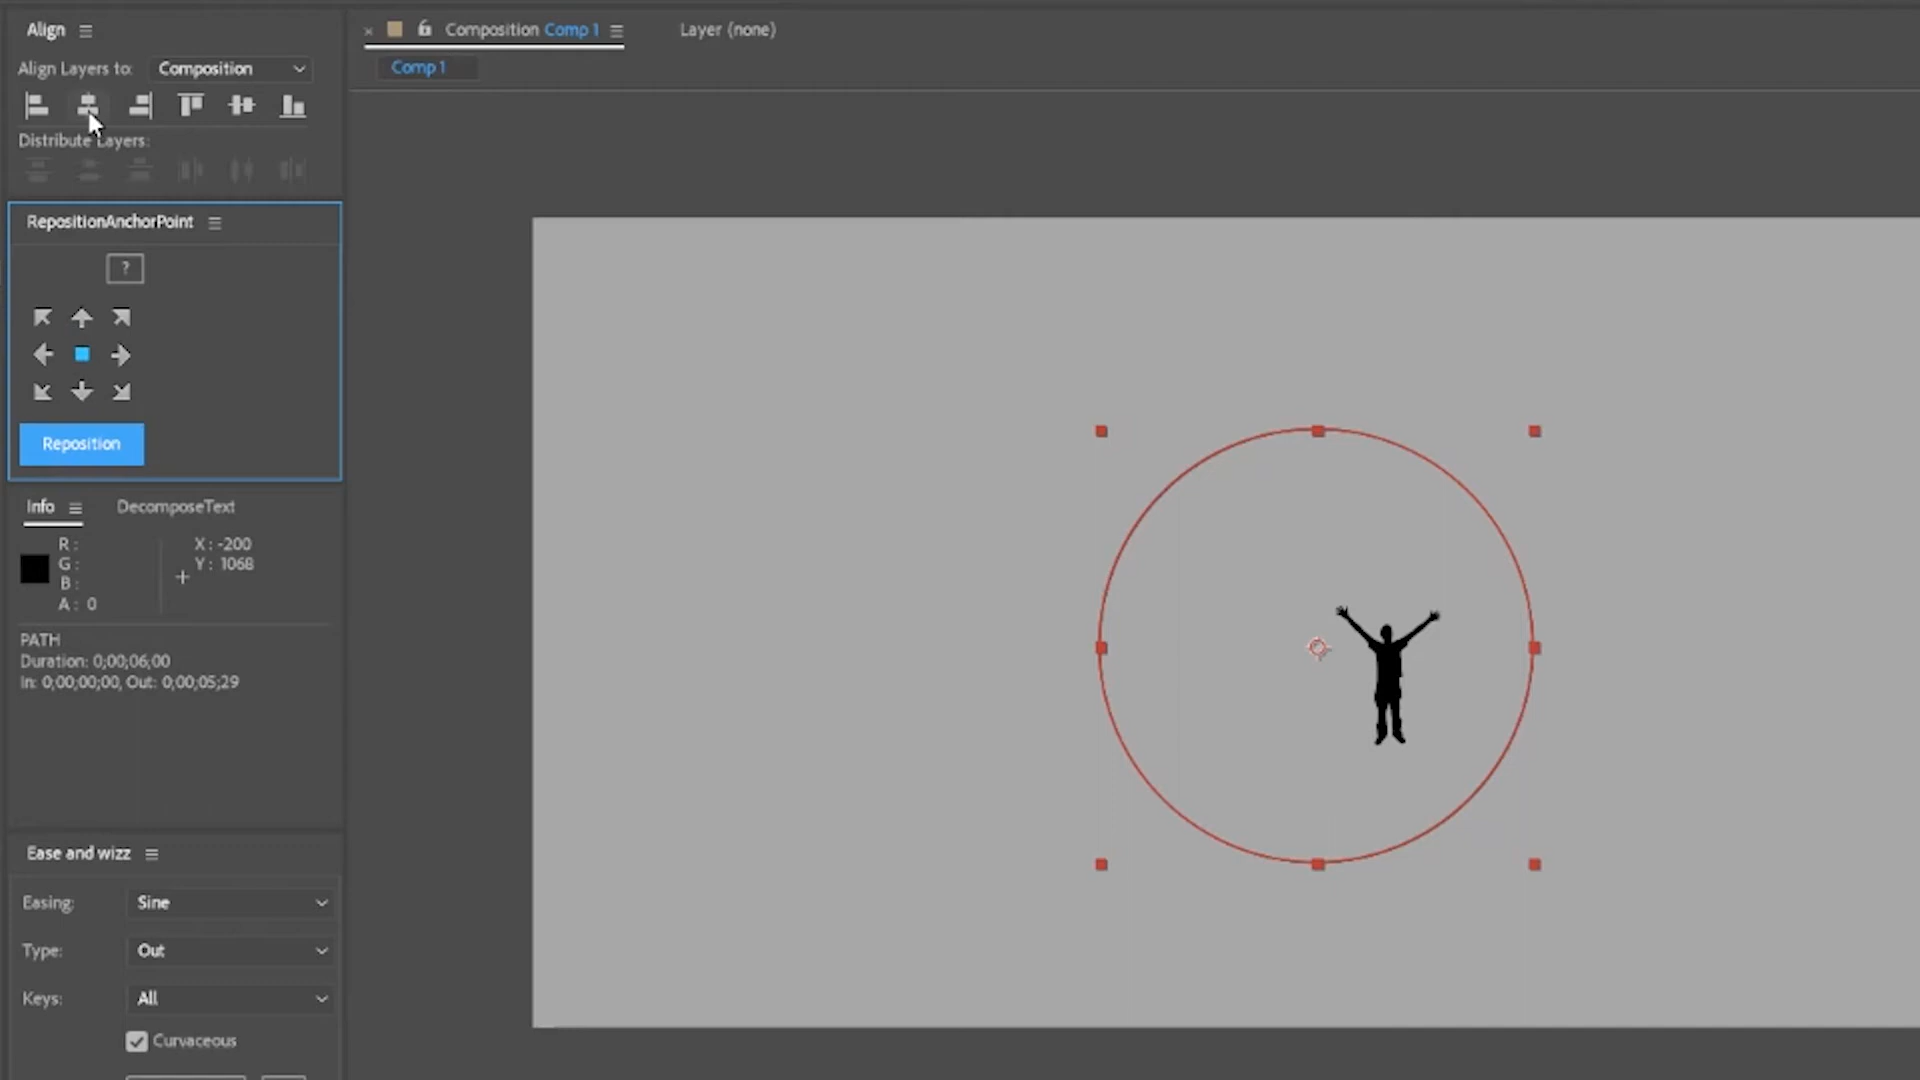 Align
Align Layers to: Composition
Distribute Layers:
RepositionAnchorPoint
?
Reposition
Info DecomposeText
R:
G:
B:
A: 0
X: -200
Y: 1068
PATH
Duration: 0;00;06;00
In: 0;00;00;00, Out: 0;00;05;29
Ease and wizz
Easing: Sine
Type: Out
Keys: All
Curvaceous
Composition Comp 1 Layer (none)
Comp 1